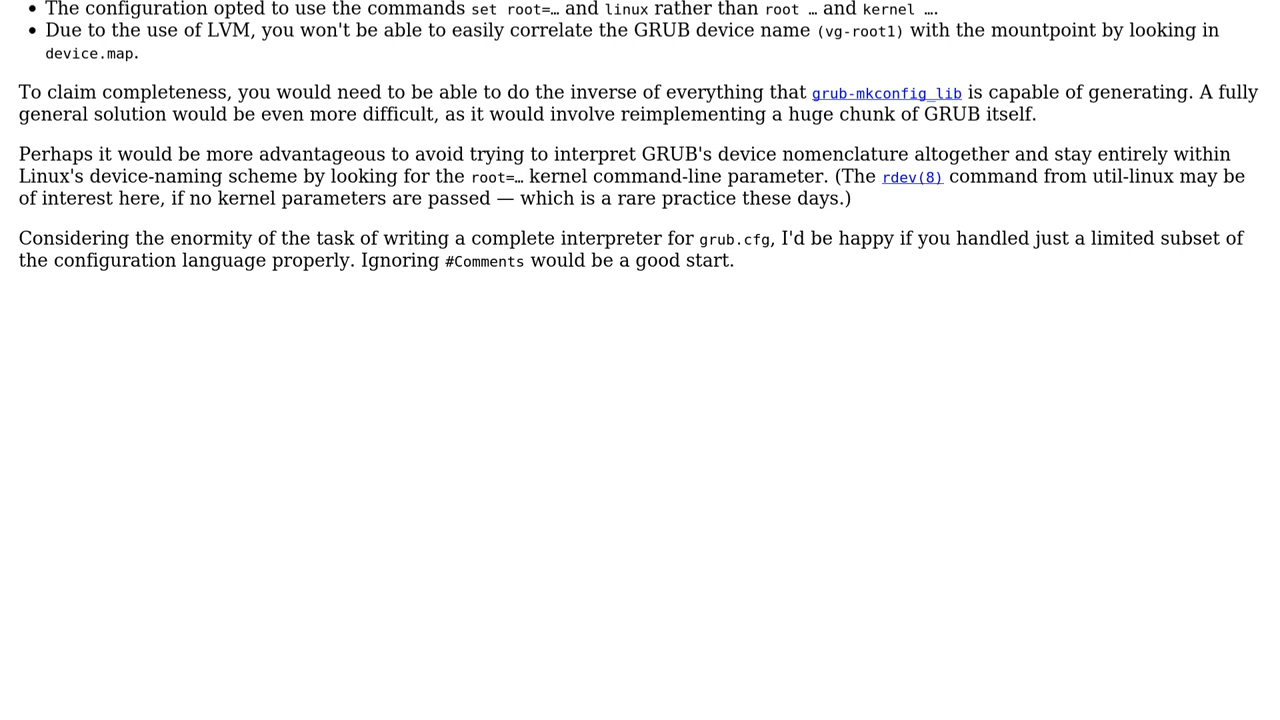 • The configuration opted to use the commands set root=… and linux rather than root … and kernel ….
• Due to the use of LVM, you won't be able to easily correlate the GRUB device name (vg-root1) with the mountpoint by looking in
device.map.
To claim completeness, you would need to be able to do the inverse of everything that grub-mkconfig_lib is capable of generating. A fully
general solution would be even more difficult, as it would involve reimplementing a huge chunk of GRUB itself.
Perhaps it would be more advantageous to avoid trying to interpret GRUB's device nomenclature altogether and stay entirely within
Linux's device-naming scheme by looking for the root=… kernel command-line parameter. (The rdev(8) command from util-linux may be
of interest here, if no kernel parameters are passed — which is a rare practice these days.)
Considering the enormity of the task of writing a complete interpreter for grub.cfg, I'd be happy if you handled just a limited subset of
the configuration language properly. Ignoring #Comments would be a good start.